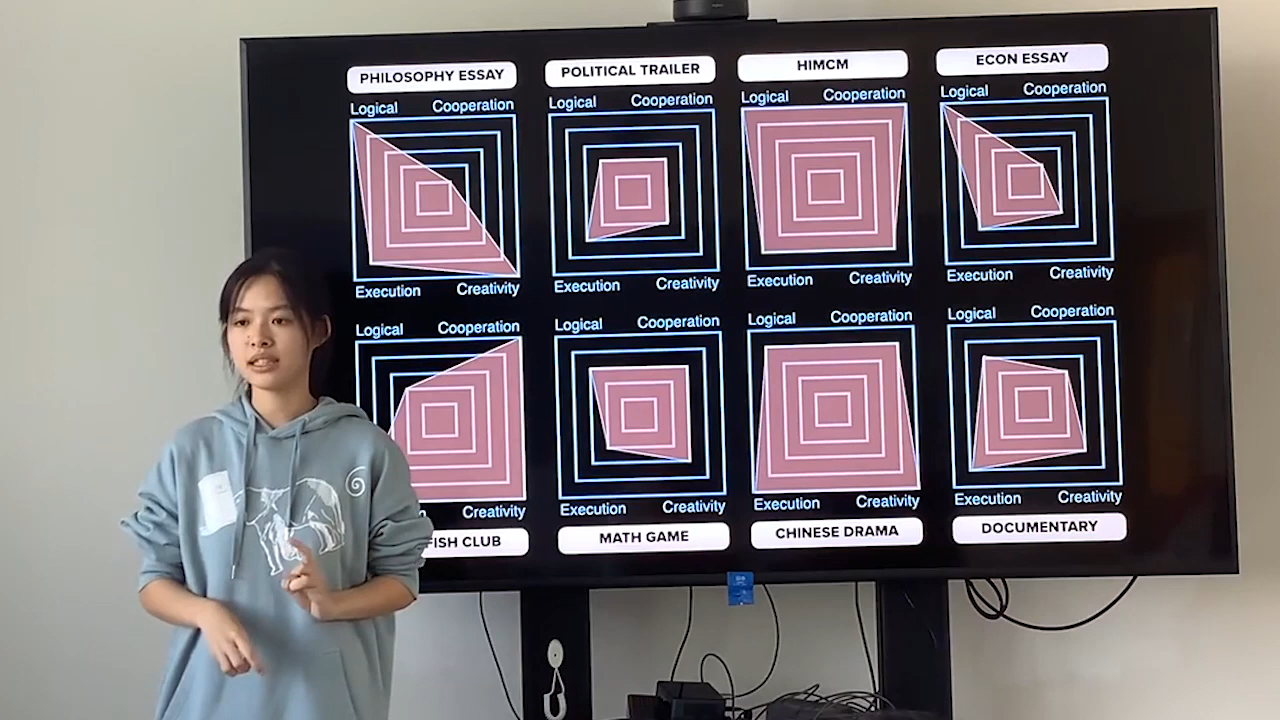 PHILOSOPHY ESSAY
POLITICAL TRAILER
HIMCM
ECON ESSAY
Logical Cooperation
Logical Cooperation
Logical Cooperation
Logical Cooperation
Execution Creativity
Execution Creativity
Execution Creativity
Execution Creativity
Logical Cooperation
Logical Cooperation
Logical Cooperation
Logical Cooperation
Creativity
Execution Creativity
Execution Creativity
Execution Creativity
FISH CLUB
MATH GAME
CHINESE DRAMA
DOCUMENTARY